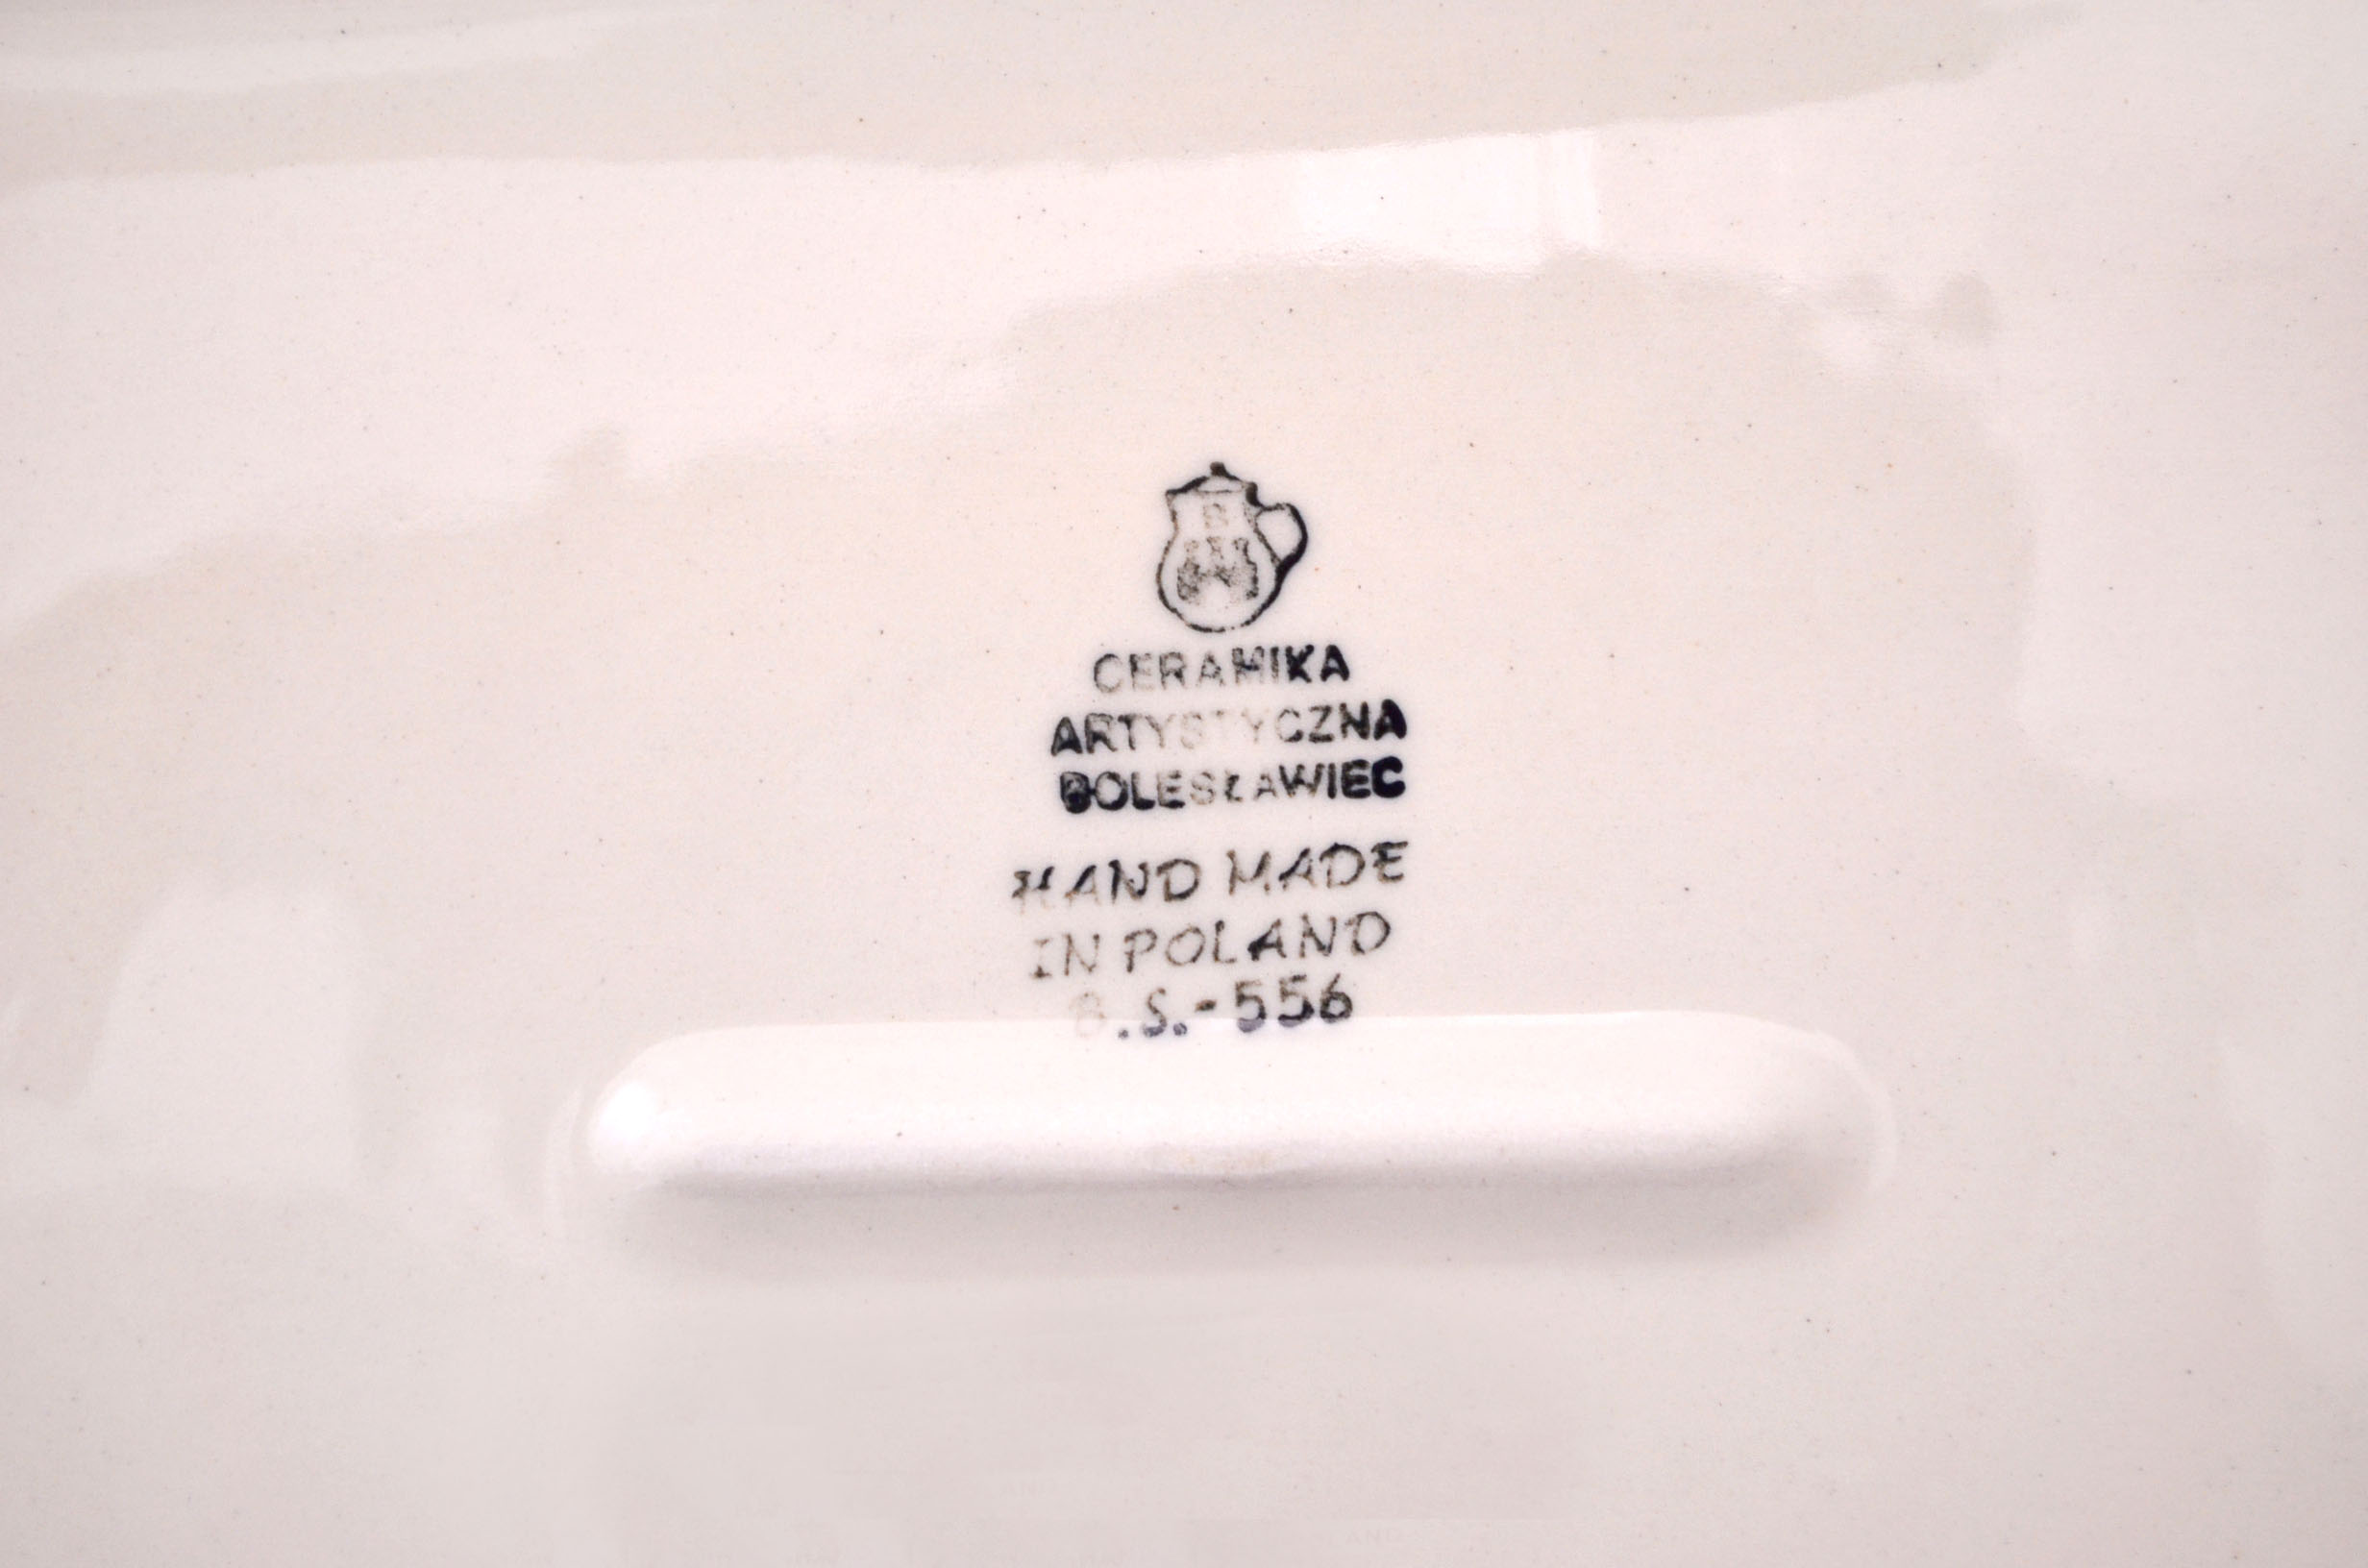 CERAMIKA
ARTYSTYCZNA
BOLESŁAWIEC
HAND MADE
IN POLAND
B.S.-556